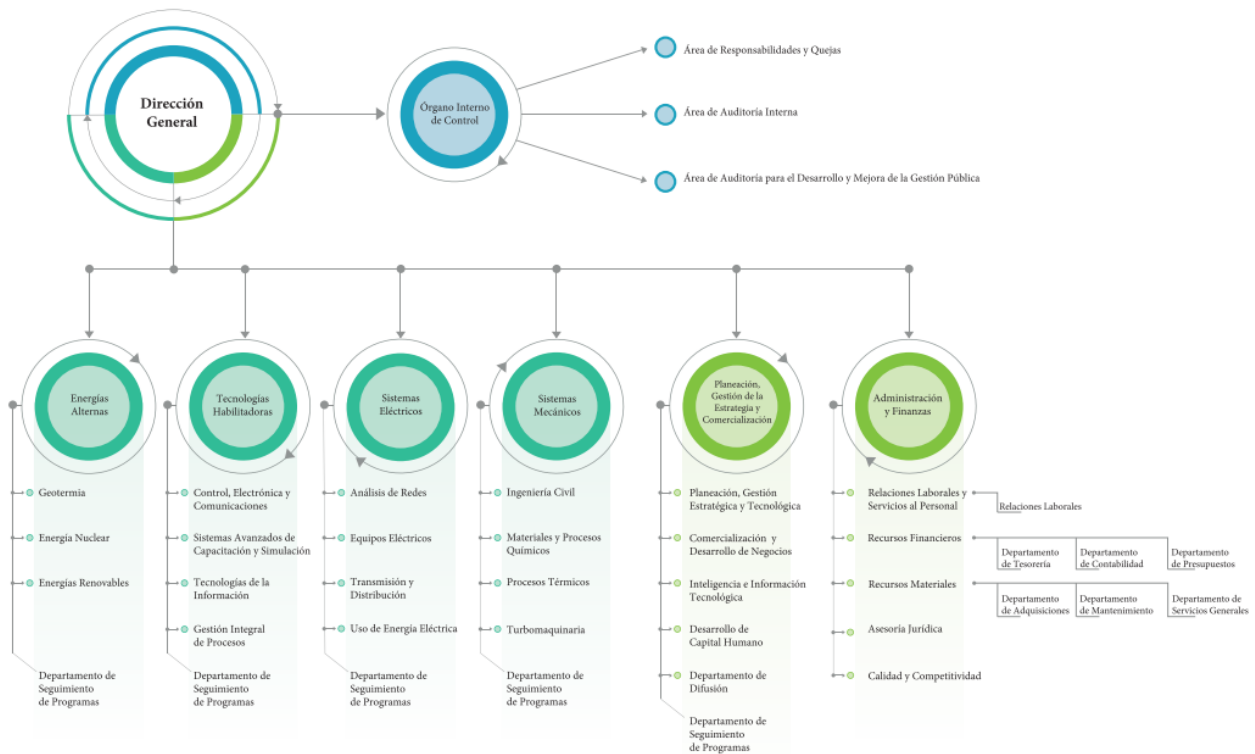 Dirección
General
Órgano Interno
de Control
Área de Responsabilidades y Quejas
Área de Auditoría Interna
Área de Auditoría para el Desarrollo y Mejora de la Gestión Pública
Energías
Alternas
Geotermia
Energía Nuclear
Energías Renovables
Departamento de
Seguimiento
de Programas
Tecnologías
Habilitadoras
Control, Electrónica y
Comunicaciones
Sistemas Avanzados de
Capacitación y Simulación
Tecnologías de la
Información
Gestión Integral
de Procesos
Departamento de
Seguimiento
de Programas
Sistemas
Eléctricos
Análisis de Redes
Equipos Eléctricos
Transmisión y
Distribución
Uso de Energía Eléctrica
Departamento de
Seguimiento
de Programas
Sistemas
Mecánicos
Ingeniería Civil
Materiales y Procesos
Químicos
Procesos Térmicos
Turbomaquinaria
Departamento de
Seguimiento
de Programas
Planeación,
Gestión de la
Estrategia y
Comercialización
Planeación, Gestión
Estratégica y Tecnológica
Comercialización y
Desarrollo de Negocios
Inteligencia e Información
Tecnológica
Desarrollo de
Capital Humano
Departamento de
Difusión
Departamento de
Seguimiento
de Programas
Administración
y Finanzas
Relaciones Laborales y
Servicios al Personal
Relaciones Laborales
Recursos Financieros
Departamento
de Tesorería
Departamento
de Contabilidad
Departamento
de Presupuestos
Recursos Materiales
Departamento
de Adquisiciones
Departamento
de Mantenimiento
Departamento de
Servicios Generales
Asesoría Jurídica
Calidad y Competitividad